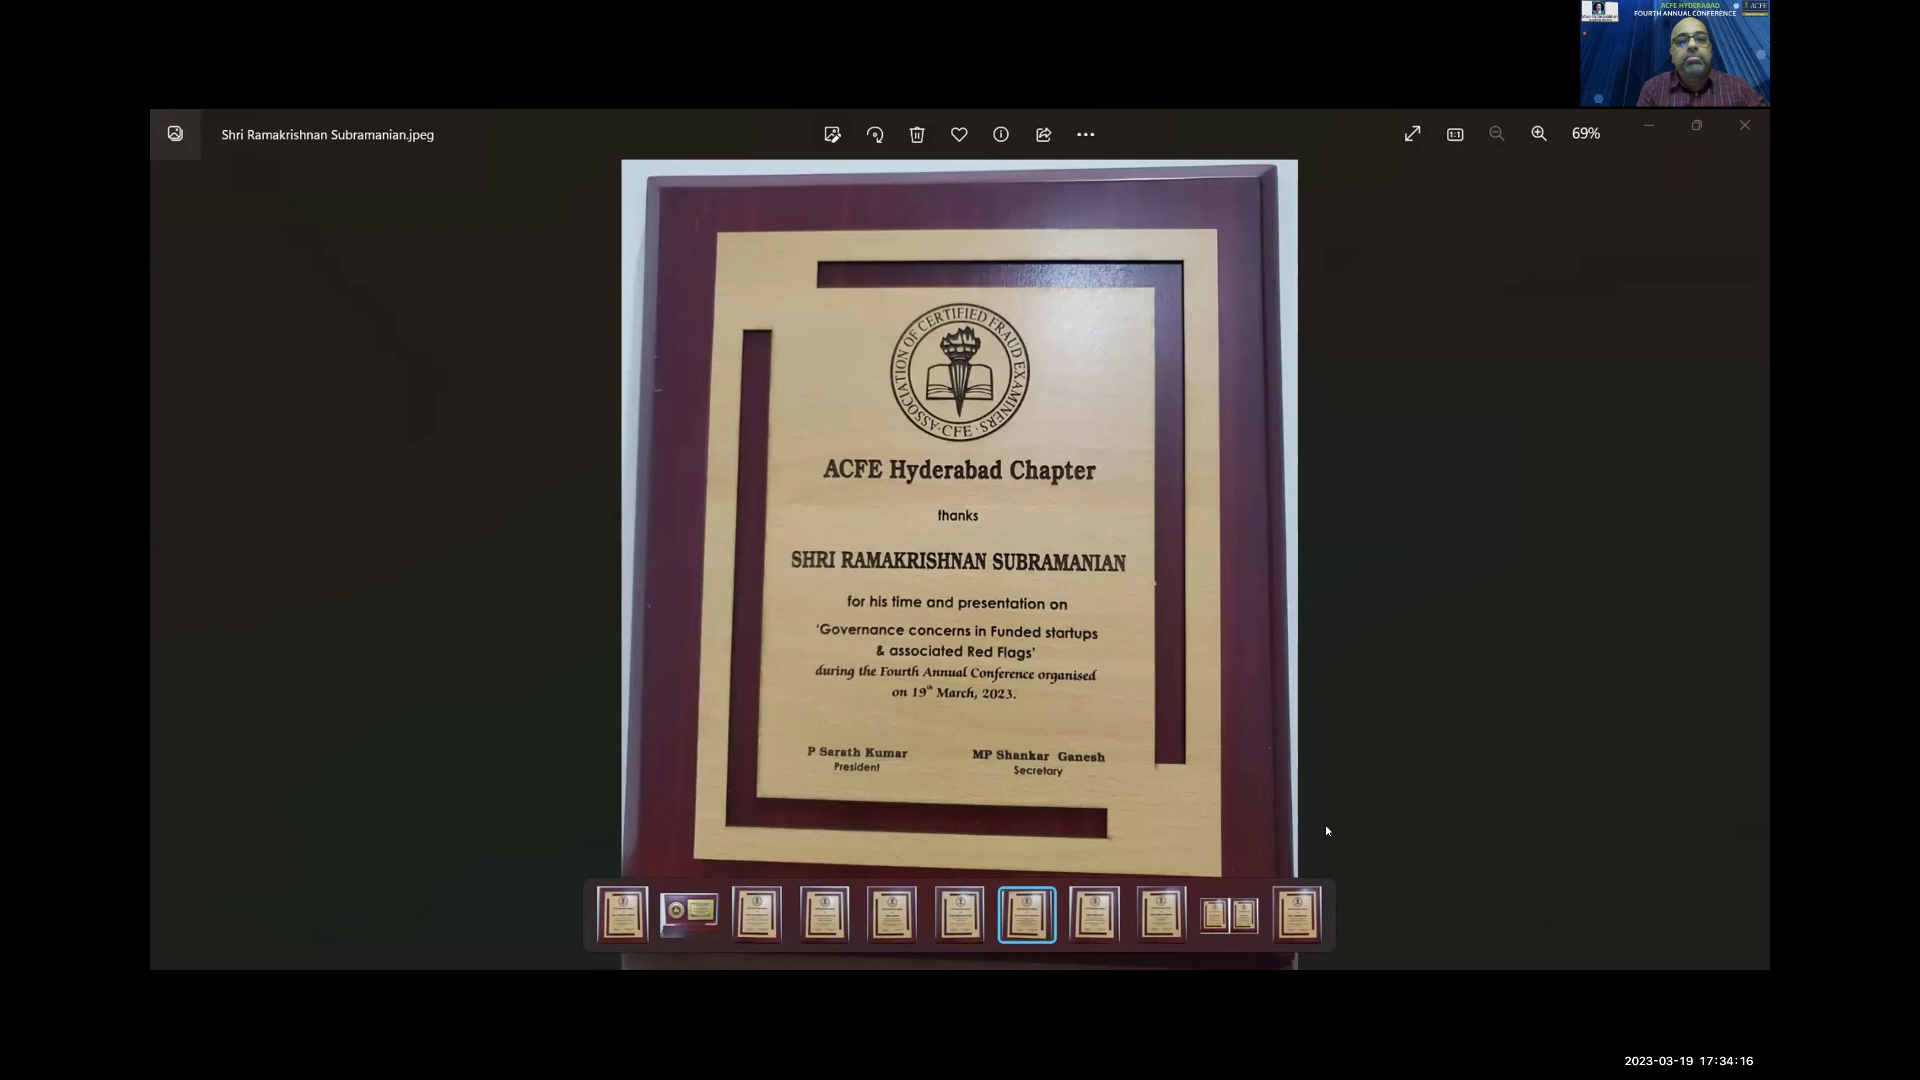 ACFE HYDERABAD
FOURTH ANNUAL CONFERENCE
ACFE
Shri Ramakrishnan Subramanian.jpeg
69%
ASSOCIATION OF CERTIFIED FRAUD EXAMINERS
· CFE ·
ACFE Hyderabad Chapter
thanks
SHRI RAMAKRISHNAN SUBRAMANIAN
for his time and presentation on
'Governance concerns in Funded startups
& associated Red Flags'
during the Fourth Annual Conference organised
on 19th March, 2023.
P Sarath Kumar
President
MP Shankar Ganesh
Secretary
2023-03-19 17:34:16